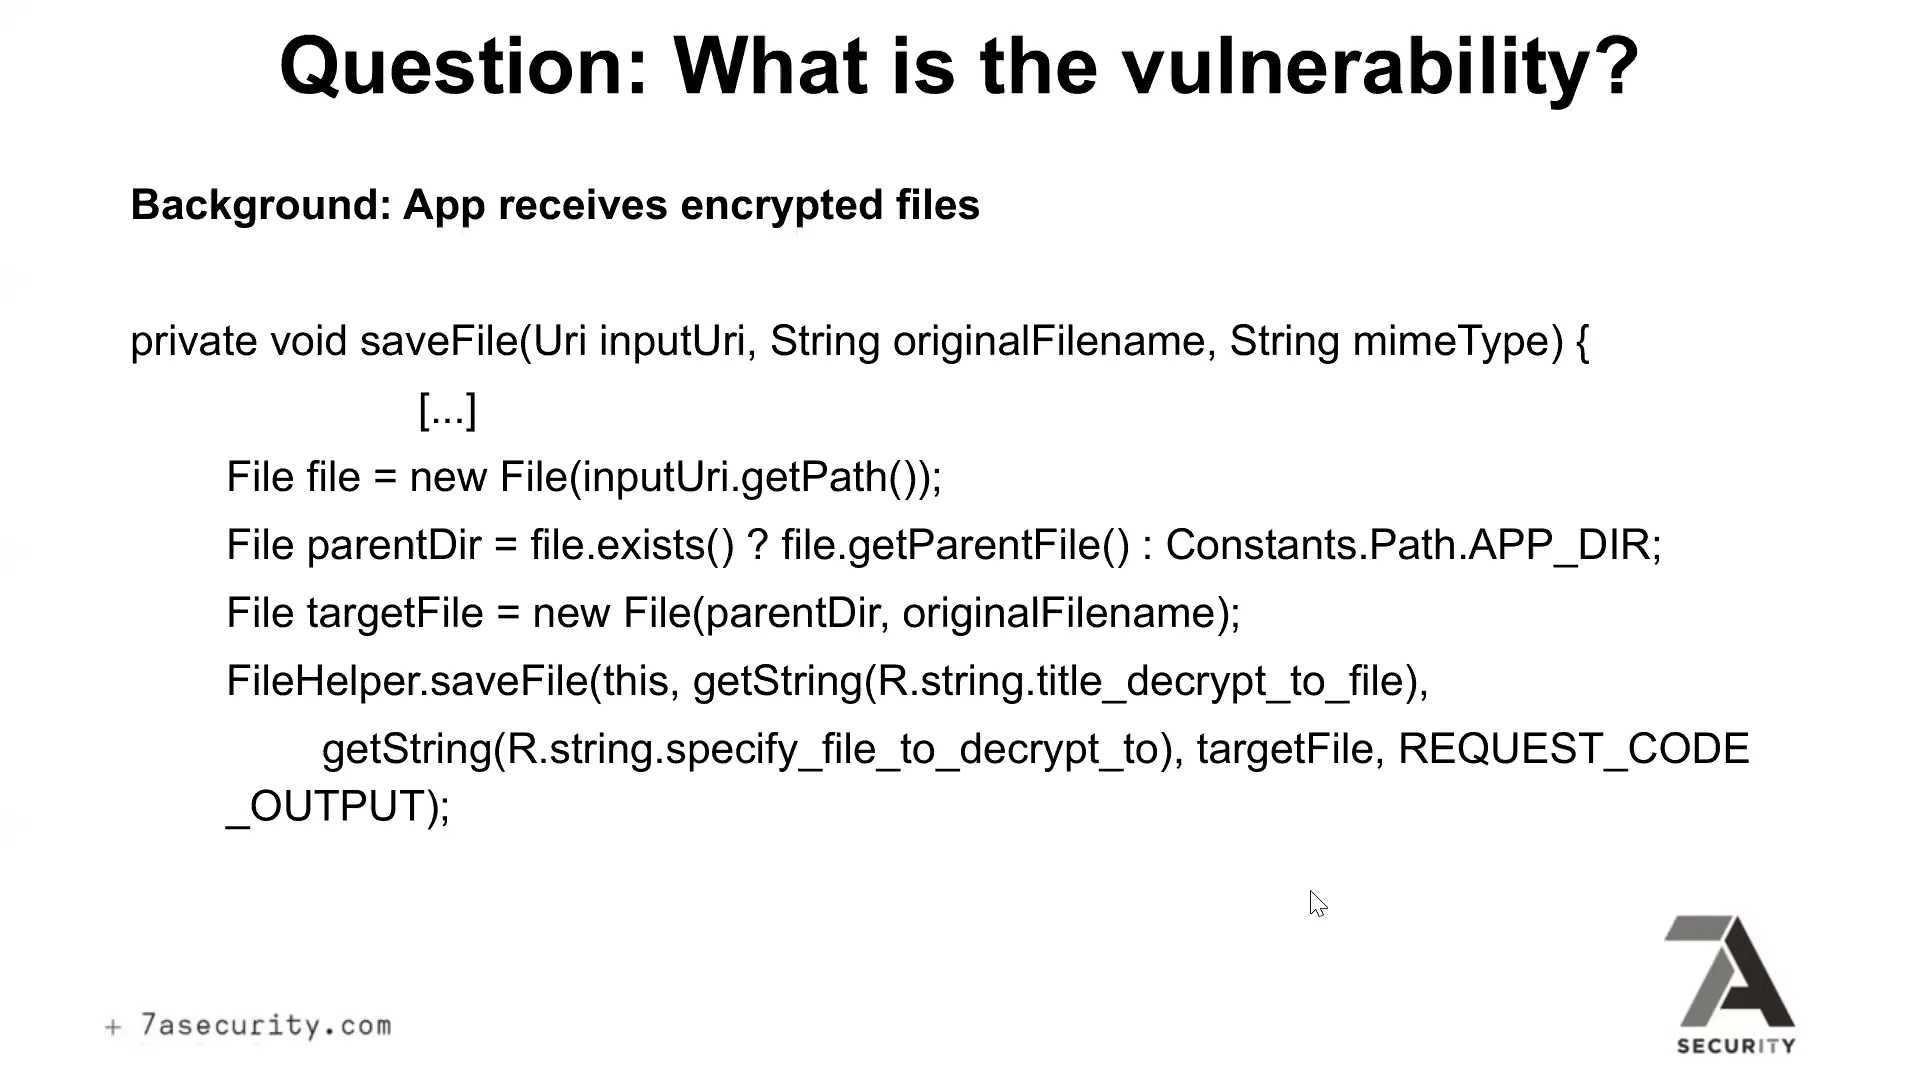 Question: What is the vulnerability?
Background: App receives encrypted files
private void saveFile(Uri inputUri, String originalFilename, String mimeType) {
[...]
File file = new File(inputUri.getPath());
File parentDir = file.exists() ? file.getParentFile() : Constants.Path.APP_DIR;
File targetFile = new File(parentDir, originalFilename);
FileHelper.saveFile(this, getString(R.string.title_decrypt_to_file),
getString(R.string.specify_file_to_decrypt_to), targetFile, REQUEST_CODE
_OUTPUT);
+ 7asecurity.com
7A
SECURITY